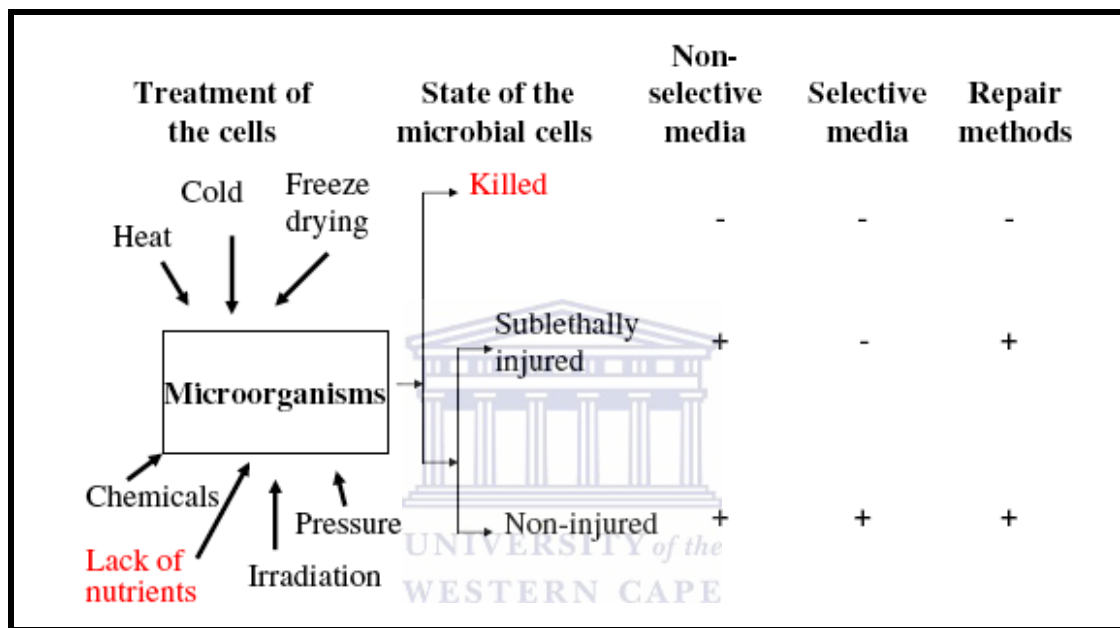 Treatment of
the cells
State of the
microbial cells
Non-
selective
media
Selective
media
Repair
methods
Cold
Freeze
drying
Heat
Killed
- - -
Sublethally
injured
+ - +
Microorganisms
Chemicals
Lack of
nutrients
Irradiation
Pressure
Non-injured
+ + +
UNIVERSITY of the
WESTERN CAPE